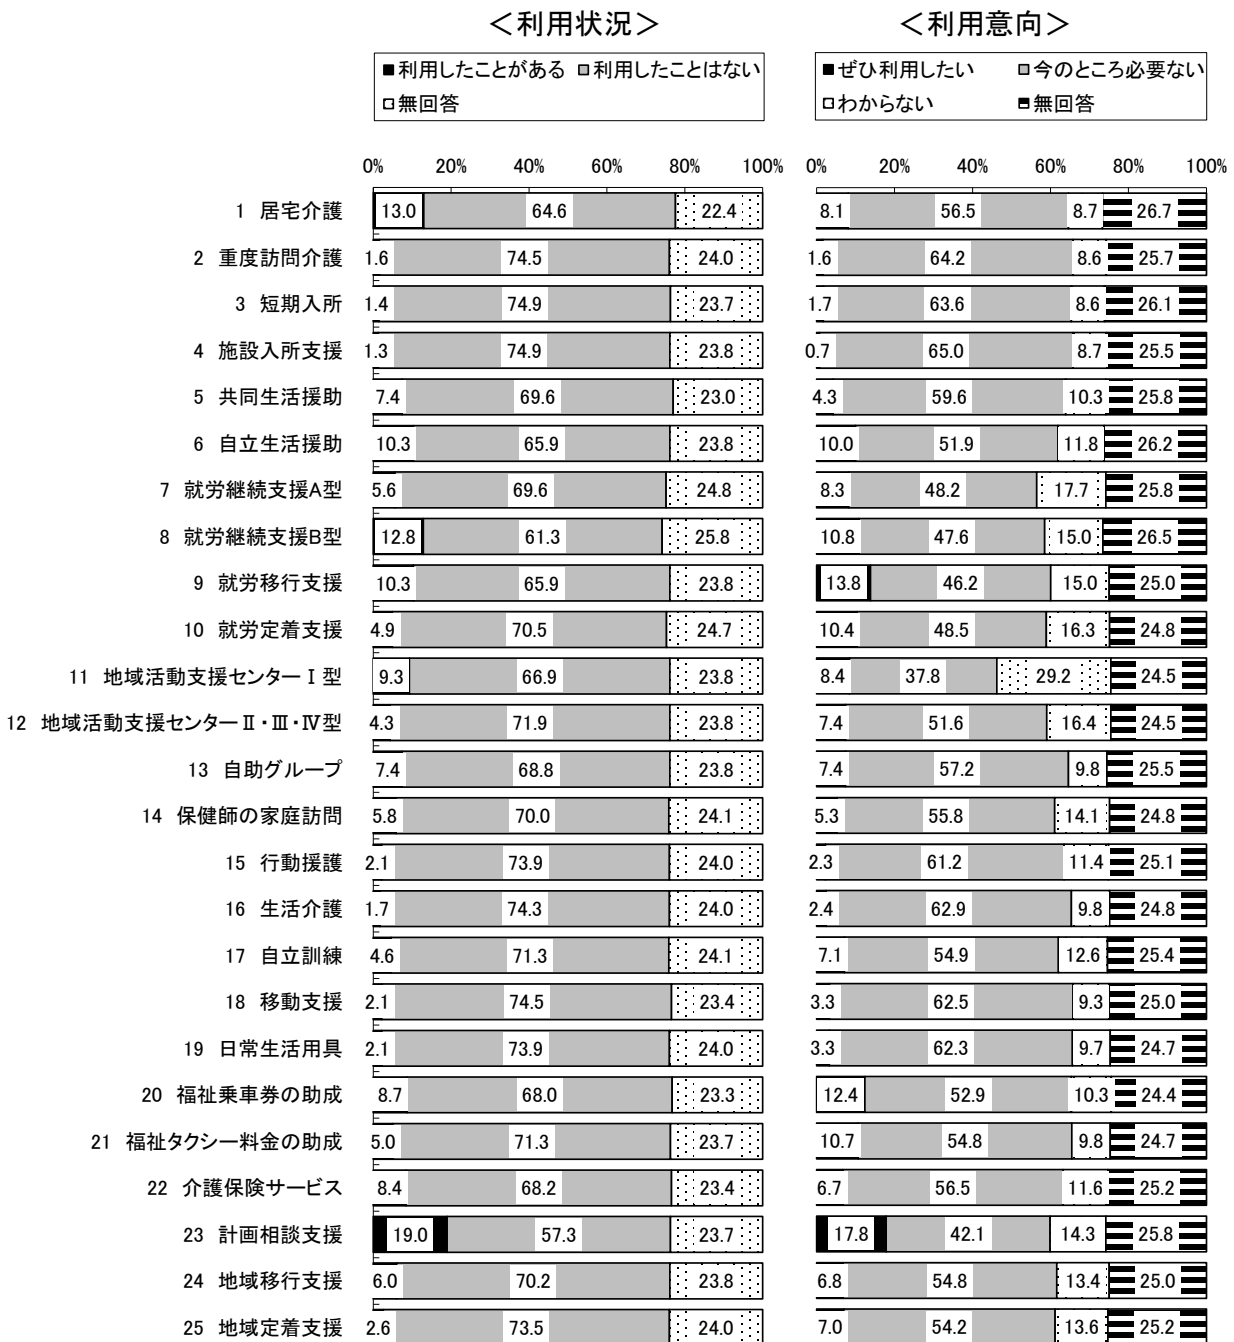 ＜利用状況＞ ＜利用意向＞
■利用したことがある ■利用したことはない ■ぜひ利用したい ■今のところ必要ない
□無回答 □わからない ■無回答
0% 20% 40% 60% 80% 100% 0% 20% 40% 60% 80% 100%
1 居宅介護 13.0 64.6 22.4 8.1 56.5 8.7 26.7
2 重度訪問介護 1.6 74.5 24.0 1.6 64.2 8.6 25.7
3 短期入所 1.4 74.9 23.7 1.7 63.6 8.6 26.1
4 施設入所支援 1.3 74.9 23.8 0.7 65.0 8.7 25.5
5 共同生活援助 7.4 69.6 23.0 4.3 59.6 10.3 25.8
6 自立生活援助 10.3 65.9 23.8 10.0 51.9 11.8 26.2
7 就労継続支援A型 5.6 69.6 24.8 8.3 48.2 17.7 25.8
8 就労継続支援B型 12.8 61.3 25.8 10.8 47.6 15.0 26.5
9 就労移行支援 10.3 65.9 23.8 13.8 46.2 15.0 25.0
10 就労定着支援 4.9 70.5 24.7 10.4 48.5 16.3 24.8
11 地域活動支援センターⅠ型 9.3 66.9 23.8 8.4 37.8 29.2 24.5
12 地域活動支援センターⅡ・Ⅲ・Ⅳ型 4.3 71.9 23.8 7.4 51.6 16.4 24.5
13 自助グループ 7.4 68.8 23.8 7.4 57.2 9.8 25.5
14 保健師の家庭訪問 5.8 70.0 24.1 5.3 55.8 14.1 24.8
15 行動援護 2.1 73.9 24.0 2.3 61.2 11.4 25.1
16 生活介護 1.7 74.3 24.0 2.4 62.9 9.8 24.8
17 自立訓練 4.6 71.3 24.1 7.1 54.9 12.6 25.4
18 移動支援 2.1 74.5 23.4 3.3 62.5 9.3 25.0
19 日常生活用具 2.1 73.9 24.0 3.3 62.3 9.7 24.7
20 福祉乗車券の助成 8.7 68.0 23.3 12.4 52.9 10.3 24.4
21 福祉タクシー料金の助成 5.0 71.3 23.7 10.7 54.8 9.8 24.7
22 介護保険サービス 8.4 68.2 23.4 6.7 56.5 11.6 25.2
23 計画相談支援 19.0 57.3 23.7 17.8 42.1 14.3 25.8
24 地域移行支援 6.0 70.2 23.8 6.8 54.8 13.4 25.0
25 地域定着支援 2.6 73.5 24.0 7.0 54.2 13.6 25.2